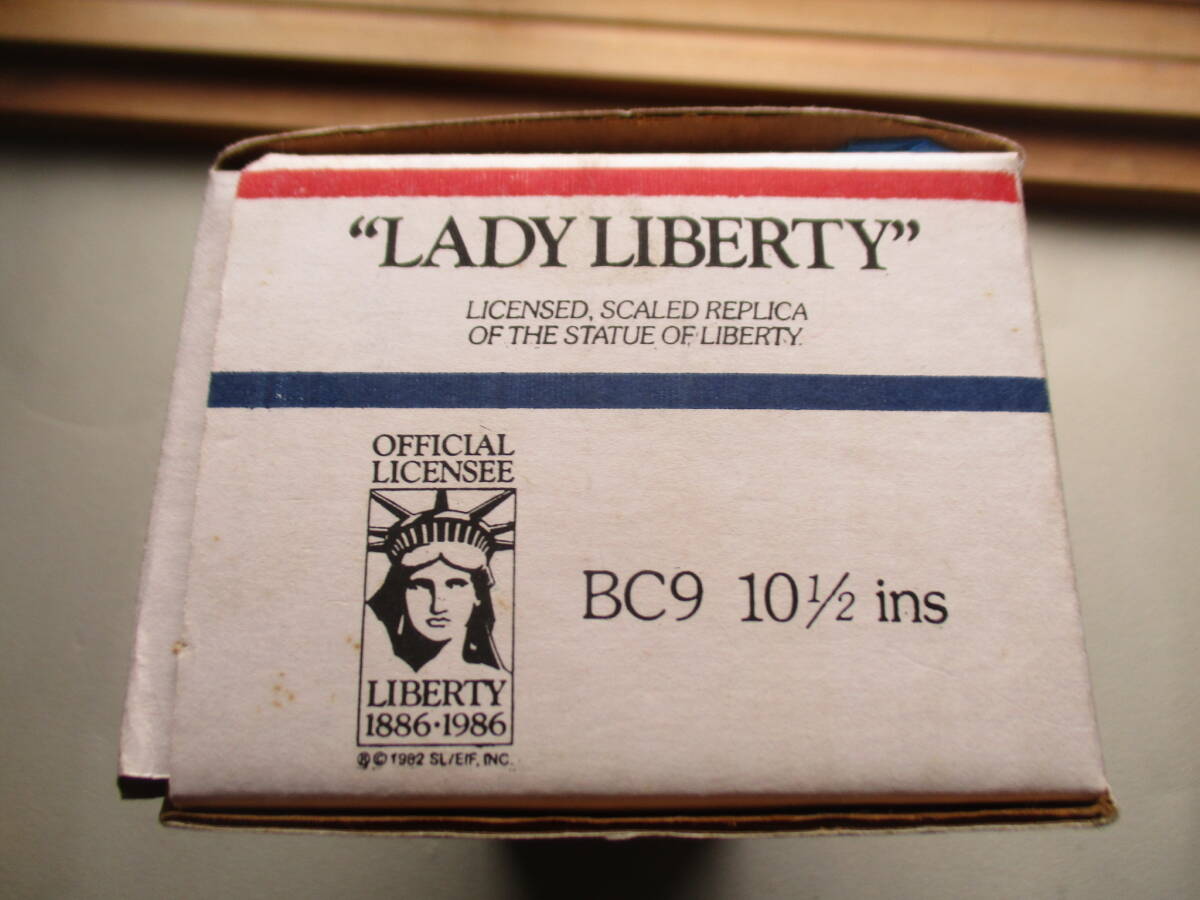 “LADY LIBERTY”
LICENSED, SCALED REPLICA
OF THE STATUE OF LIBERTY.
OFFICIAL
LICENSEE
LIBERTY
1886·1986
® © 1982 SL/EIF, INC.
BC9 10½ ins